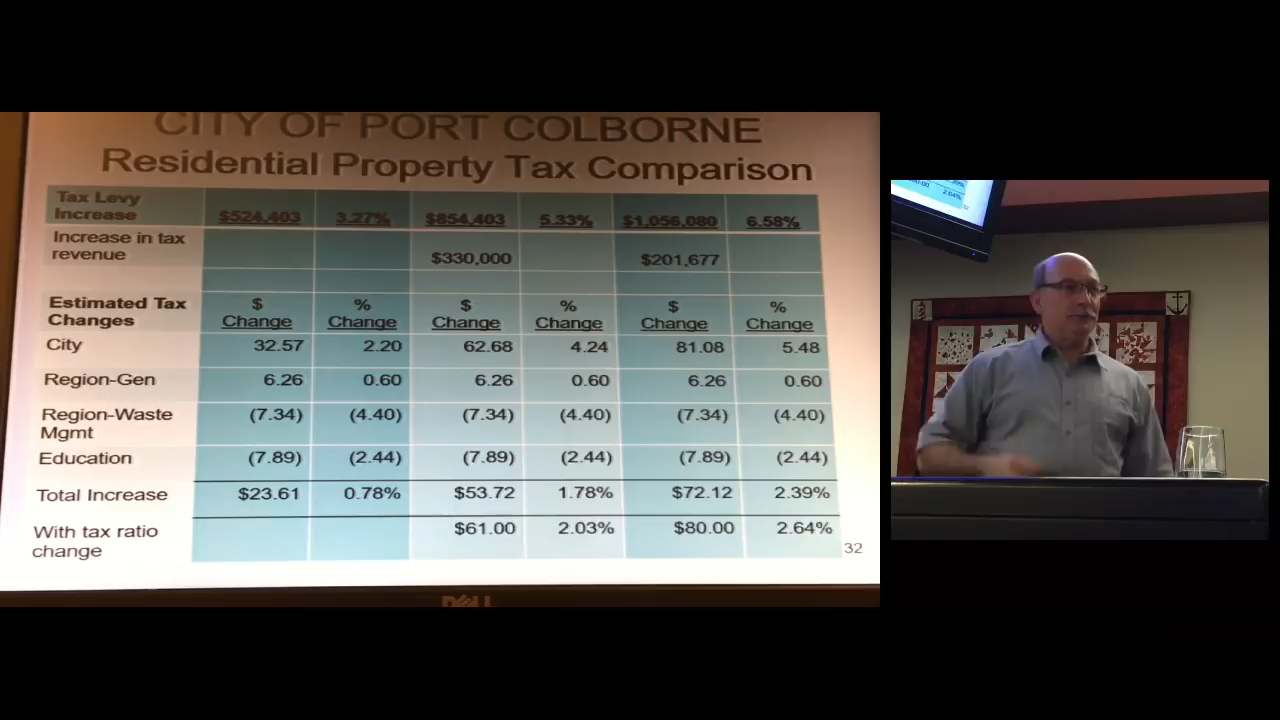 CITY OF PORT COLBORNE
Residential Property Tax Comparison
Tax Levy
Increase $524,403 3.27% $854,403 5.33% $1,056,080 6.58%
Increase in tax
revenue $330,000 $201,677
Estimated Tax $ % $ % $ %
Changes Change Change Change Change Change Change
City 32.57 2.20 62.68 4.24 81.08 5.48
Region-Gen 6.26 0.60 6.26 0.60 6.26 0.60
Region-Waste (7.34) (4.40) (7.34) (4.40) (7.34) (4.40)
Mgmt
Education (7.89) (2.44) (7.89) (2.44) (7.89) (2.44)
Total Increase $23.61 0.78% $53.72 1.78% $72.12 2.39%
With tax ratio $61.00 2.03% $80.00 2.64%
change
32
DELL
2.64%